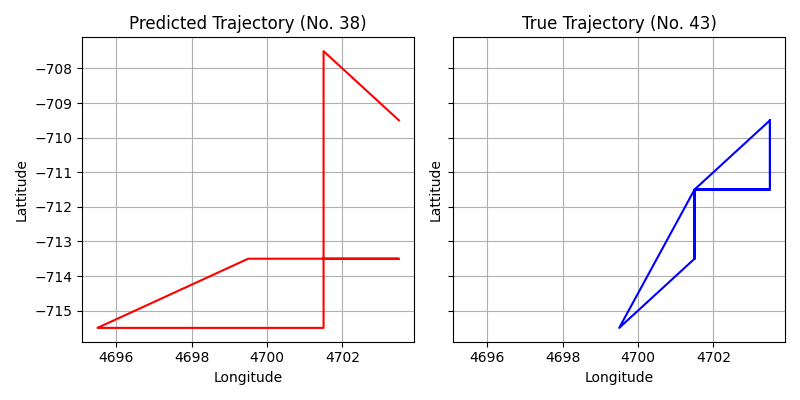 Predicted Trajectory (No. 38)
True Trajectory (No. 43)
−708
−709
−710
−711
−712
−713
−714
−715
Lattitude
Lattitude
4696 4698 4700 4702
4696 4698 4700 4702
Longitude
Longitude